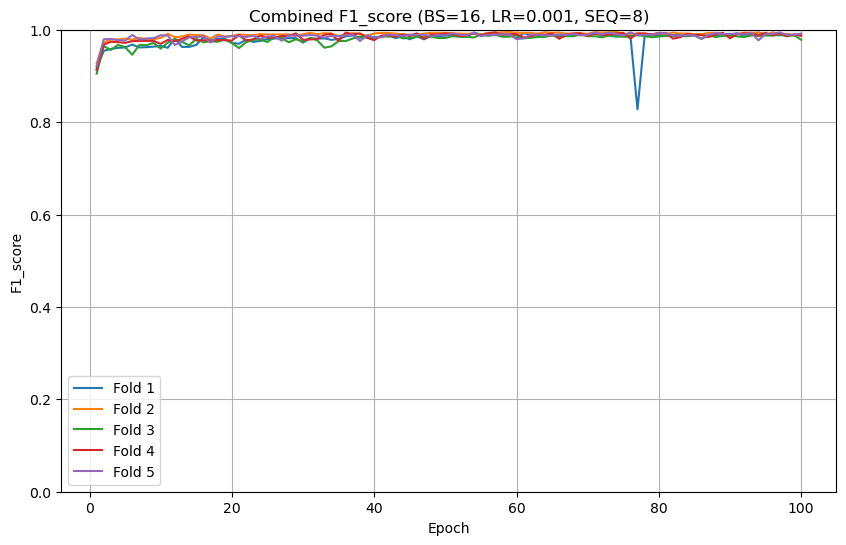 Combined F1_score (BS=16, LR=0.001, SEQ=8)
F1_score
1.0
0.8
0.6
0.4
0.2
0.0
Fold 1
Fold 2
Fold 3
Fold 4
Fold 5
0 20 40 60 80 100
Epoch